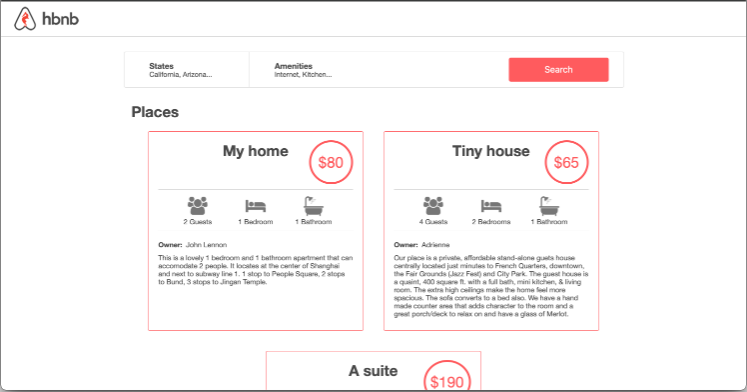 hbnb
States
California, Arizona...
Amenities
Internet, Kitchen...
Search
Places
My home
$80
2 Guests
1 Bedroom
1 Bathroom
Owner: John Lennon
This is a lovely 1 bedroom and 1 bathroom apartment that can
accomodate 2 people. It locates at the center of Shanghai
and next to subway line 1. 1 stop to People Square, 2 stops
to Bund, 3 stops to Jingan Temple.
Tiny house
$65
4 Guests
2 Bedrooms
1 Bathroom
Owner: Adrienne
Our place is a private, affordable stand-alone guets house
centrally located just minutes to French Quarters, downtown,
the Fair Grounds (Jazz Fest) and City Park. The guest house is
a quaint, 400 square ft. with a full bath, mini kitchen, & living
room. The extra high ceilings make the home feel more
spacious. The sofa converts to a bed also. We have a hand
made counter area that adds character to the room and a
great porch/deck to relax on and have a glass of Merlot.
A suite
$190